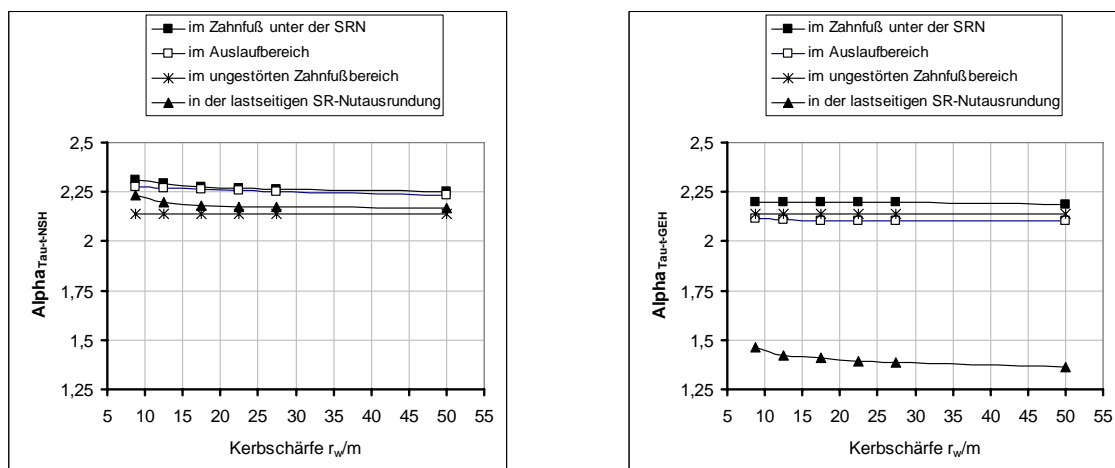 im Zahnfuß unter der SRN
im Auslaufbereich
im ungestörten Zahnfußbereich
in der lastseitigen SR-Nutausrundung
2,5
2,25
2
1,75
1,5
1,25
Alpha Tau-t-NSH
5 10 15 20 25 30 35 40 45 50 55
Kerbschärfe rw/m
im Zahnfuß unter der SRN
im Auslaufbereich
im ungestörten Zahnfußbereich
in der lastseitigen SR-Nutausrundung
2,5
2,25
2
1,75
1,5
1,25
Alpha Tau-t-GEH
5 10 15 20 25 30 35 40 45 50 55
Kerbschärfe rw/m